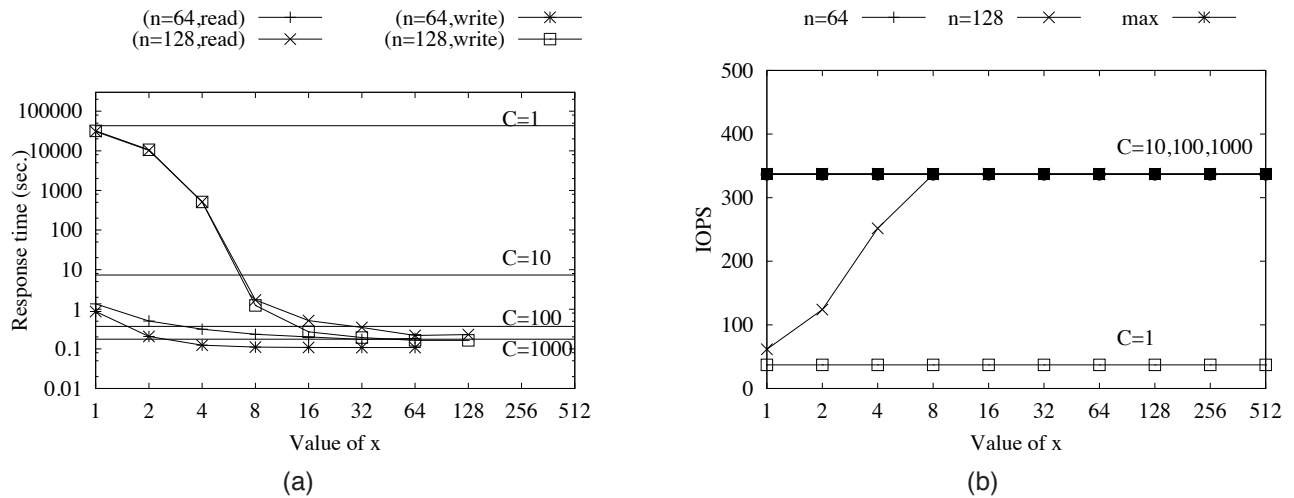 (n=64,read)
(n=128,read)
(n=64,write)
(n=128,write)
Response time (sec.)
100000
10000
1000
100
10
1
0.1
0.01
C=1
C=10
C=100
C=1000
1 2 4 8 16 32 64 128 256 512
Value of x
(a)
n=64 n=128 max
IOPS
500
400
300
200
100
0
C=10,100,1000
C=1
1 2 4 8 16 32 64 128 256 512
Value of x
(b)